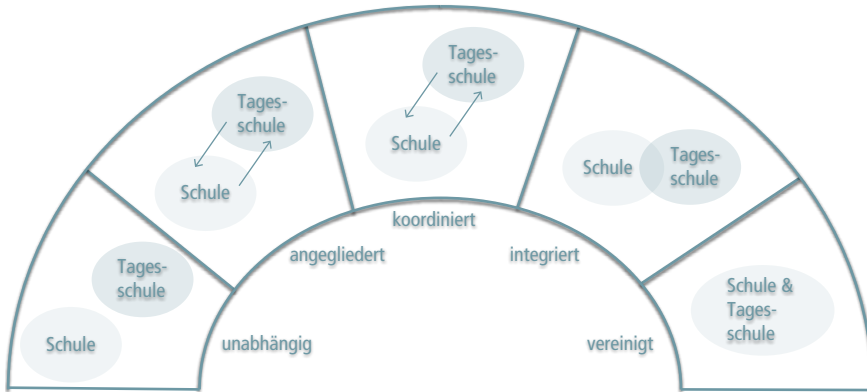 Schule
Tages-
schule
unabhängig
Tages-
schule
Schule
angegliedert
Tages-
schule
Schule
koordiniert
Schule
Tages-
schule
integriert
Schule &
Tages-
schule
vereinigt